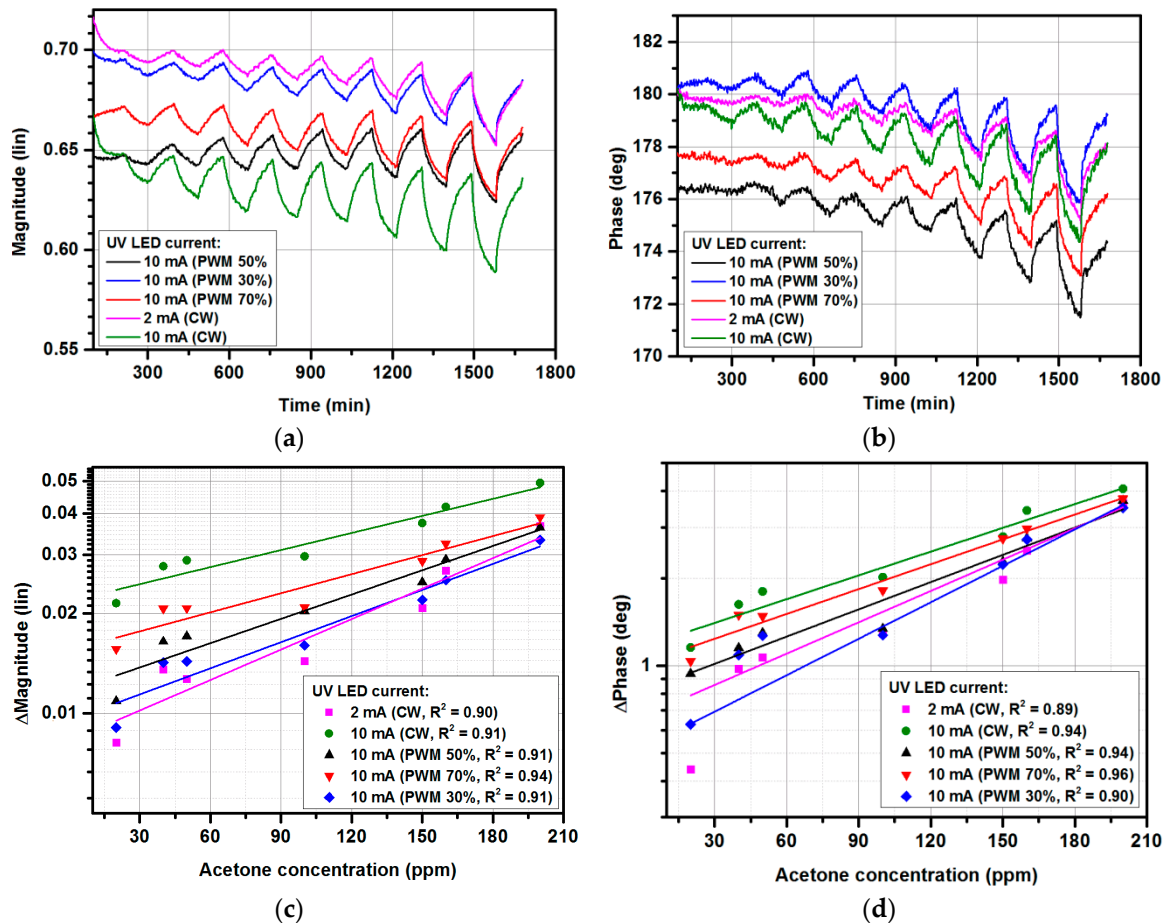 0.70
0.65
0.60
0.55
Magnitude (lin)
UV LED current:
10 mA (PWM 50%
10 mA (PWM 30%)
10 mA (PWM 70%)
2 mA (CW)
10 mA (CW)
300 600 900 1200 1500 1800
Time (min)
(a)
182
180
178
176
174
172
170
Phase (deg)
UV LED current:
10 mA (PWM 50%)
10 mA (PWM 30%)
10 mA (PWM 70%)
2 mA (CW)
10 mA (CW)
300 600 900 1200 1500 1800
Time (min)
(b)
0.05
0.04
0.03
0.02
0.01
ΔMagnitude (lin)
UV LED current:
2 mA (CW, R² = 0.90)
10 mA (CW, R² = 0.91)
10 mA (PWM 50%, R² = 0.91)
10 mA (PWM 70%, R² = 0.94)
10 mA (PWM 30%, R² = 0.91)
30 60 90 120 150 180 210
Acetone concentration (ppm)
(c)
1
ΔPhase (deg)
UV LED current:
2 mA (CW, R² = 0.89)
10 mA (CW, R² = 0.94)
10 mA (PWM 50%, R² = 0.94)
10 mA (PWM 70%, R² = 0.96)
10 mA (PWM 30%, R² = 0.90)
30 60 90 120 150 180 210
Acetone concentration (ppm)
(d)